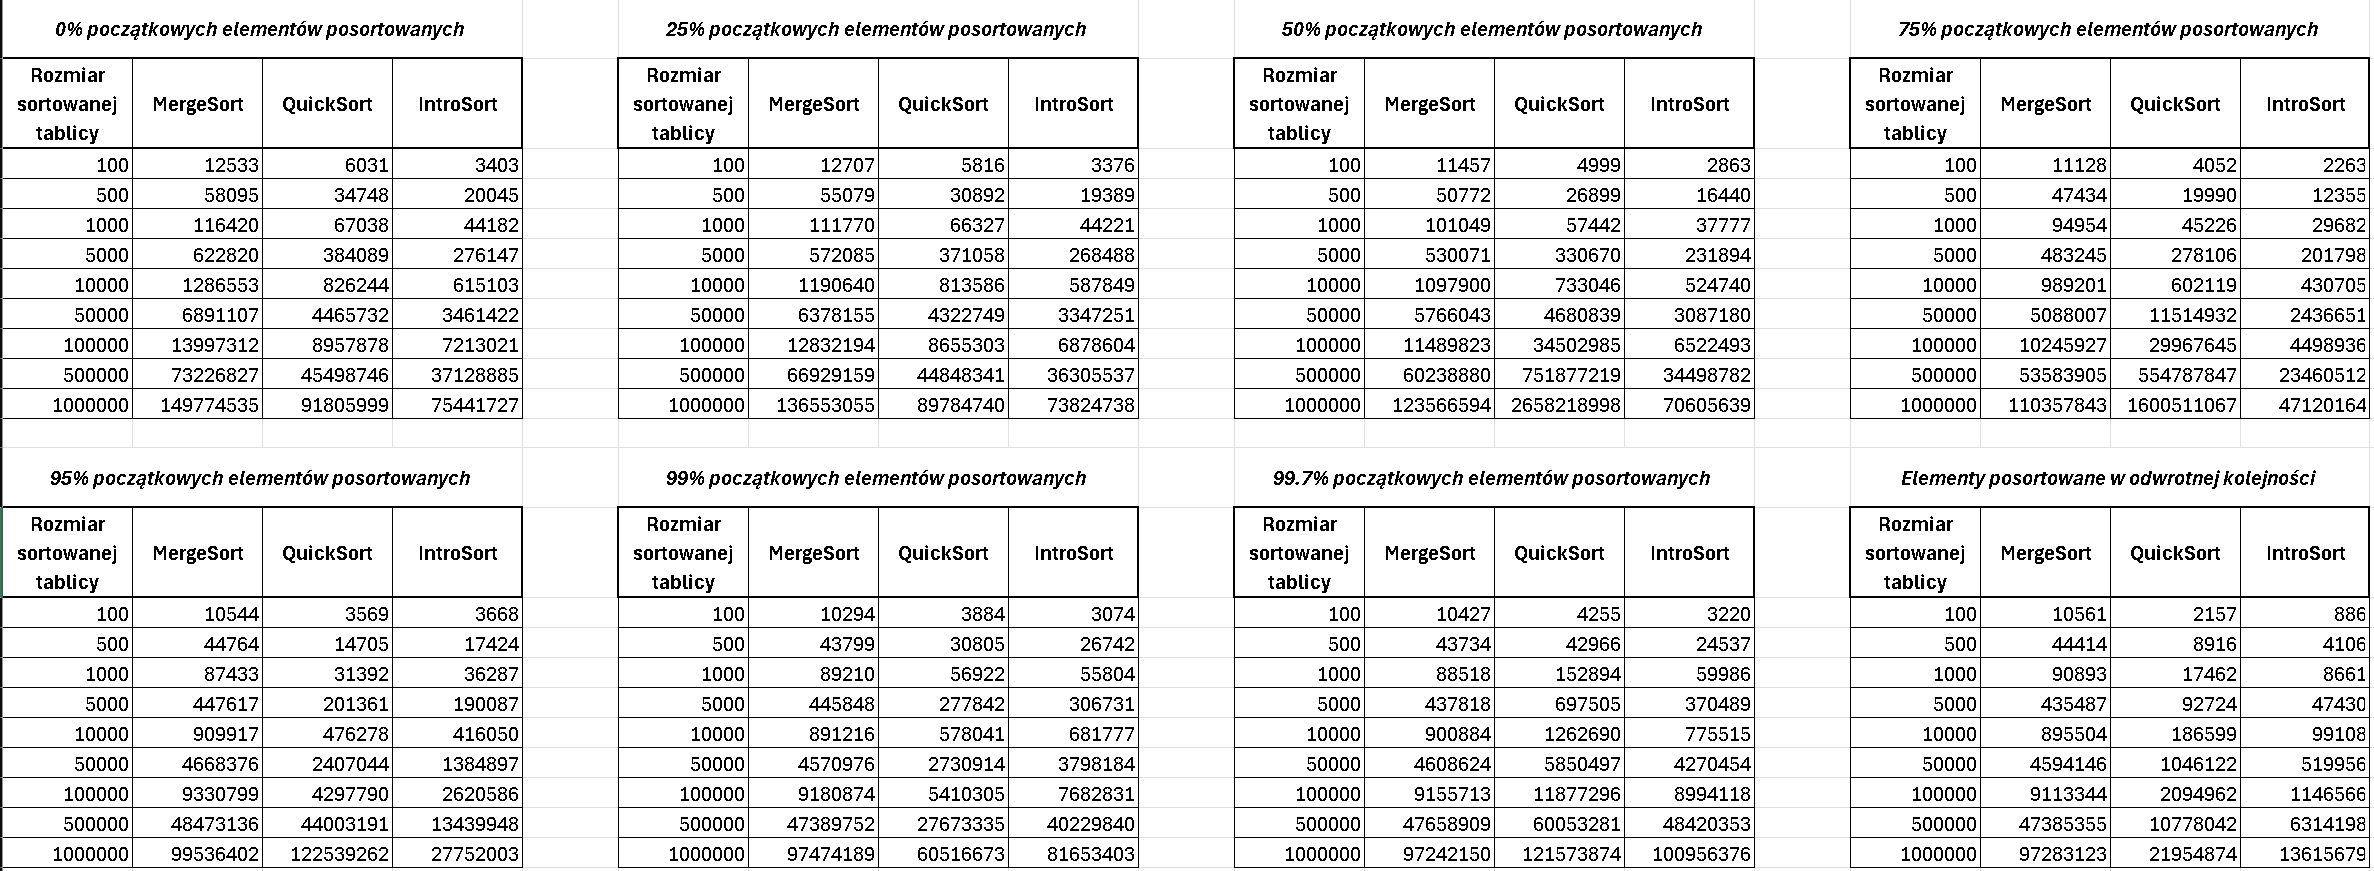 0% początkowych elementów posortowanych 25% początkowych elementów posortowanych 50% początkowych elementów posortowanych 75% początkowych elementów posortowanych
Rozmiar Rozmiar Rozmiar Rozmiar
sortowanej MergeSort QuickSort IntroSort sortowanej MergeSort QuickSort IntroSort sortowanej MergeSort QuickSort IntroSort sortowanej MergeSort QuickSort IntroSort
tablicy tablicy tablicy tablicy
100 12533 6031 3403 100 12707 5816 3376 100 11457 4999 2863 100 11128 4052 2263
500 58095 34748 20045 500 55079 30892 19389 500 50772 26899 16440 500 47434 19990 12355
1000 116420 67038 44182 1000 111770 66327 44221 1000 101049 57442 37777 1000 94954 45226 29682
5000 622820 384089 276147 5000 572085 371058 268488 5000 530071 330670 231894 5000 483245 278106 201798
10000 1286553 826244 615103 10000 1190640 813586 587849 10000 1097900 733046 524740 10000 989201 602119 430705
50000 6891107 4465732 3461422 50000 6378155 4322749 3347251 50000 5766043 4680839 3087180 50000 5088007 11514932 2436651
100000 13997312 8957878 7213021 100000 12832194 8655303 6878604 100000 11489823 34502985 6522493 100000 10245927 29967645 4498936
500000 73226827 45498746 37128885 500000 66929159 44848341 36305537 500000 60238880 751877219 34498782 500000 53583905 554787847 23460512
1000000 149774535 91805999 75441727 1000000 136553055 89784740 73824738 1000000 123566594 2658218998 70605639 1000000 110357843 1600511067 47120164
95% początkowych elementów posortowanych 99% początkowych elementów posortowanych 99.7% początkowych elementów posortowanych Elementy posortowane w odwrotnej kolejności
Rozmiar Rozmiar Rozmiar Rozmiar
sortowanej MergeSort QuickSort IntroSort sortowanej MergeSort QuickSort IntroSort sortowanej MergeSort QuickSort IntroSort sortowanej MergeSort QuickSort IntroSort
tablicy tablicy tablicy tablicy
100 10544 3569 3668 100 10294 3884 3074 100 10427 4255 3220 100 10561 2157 886
500 44764 14705 17424 500 43799 30805 26742 500 43734 42966 24537 500 44414 8916 4106
1000 87433 31392 36287 1000 89210 56922 55804 1000 88518 152894 59986 1000 90893 17462 8661
5000 447617 201361 190087 5000 445848 277842 306731 5000 437818 697505 370489 5000 435487 92724 47430
10000 909917 476278 416050 10000 891216 578041 681777 10000 900884 1262690 775515 10000 895504 186599 99108
50000 4668376 2407044 1384897 50000 4570976 2730914 3798184 50000 4608624 5850497 4270454 50000 4594146 1046122 519956
100000 9330799 4297790 2620586 100000 9180874 5410305 7682831 100000 9155713 11877296 8994118 100000 9113344 2094962 1146566
500000 48473136 44003191 13439948 500000 47389752 27673335 40229840 500000 47658909 60053281 48420353 500000 47385355 10778042 6314198
1000000 99536402 122539262 27752003 1000000 97474189 60516673 81653403 1000000 97242150 121573874 100956376 1000000 97283123 21954874 13615679